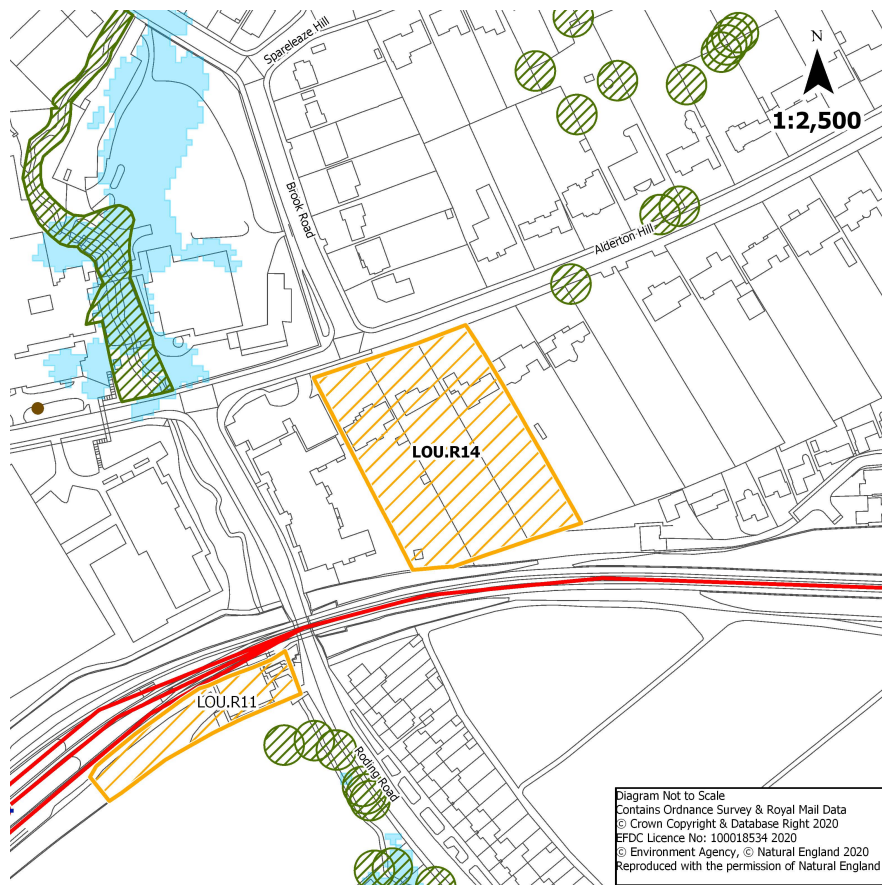 Spareleaze Hill
N
1:2,500
Brook Road
Alderton Hill
LOU.R14
LOU.R11
Roding Road
Diagram Not to Scale
Contains Ordnance Survey & Royal Mail Data
© Crown Copyright & Database Right 2020
EFDC Licence No: 100018534 2020
© Environment Agency, © Natural England 2020
Reproduced with the permission of Natural England